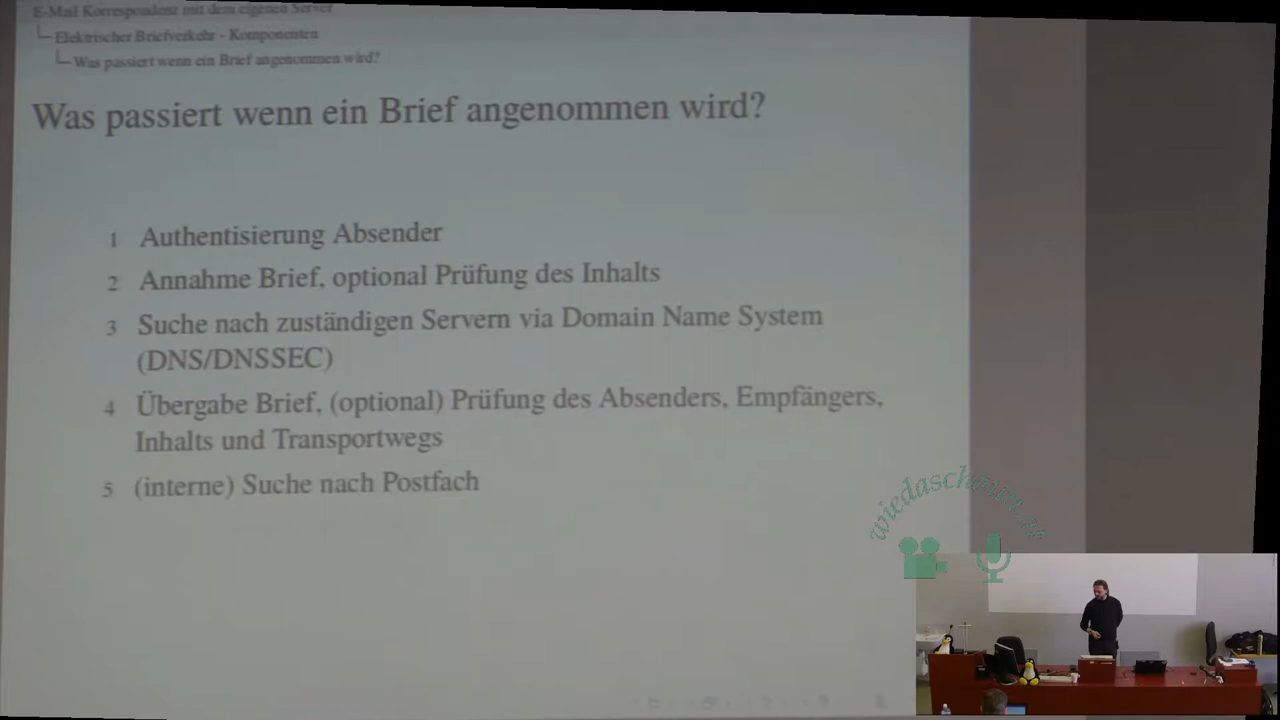 E-Mail Korrespondenz mit dem eigenen Server
Elektrischer Briefverkehr - Komponenten
Was passiert wenn ein Brief angenommen wird?
Was passiert wenn ein Brief angenommen wird?
1 Authentisierung Absender
2 Annahme Brief, optional Prüfung des Inhalts
3 Suche nach zuständigen Servern via Domain Name System
(DNS/DNSSEC)
4 Übergabe Brief, (optional) Prüfung des Absenders, Empfängers,
Inhalts und Transportwegs
5 (interne) Suche nach Postfach
wiedaschauen.at